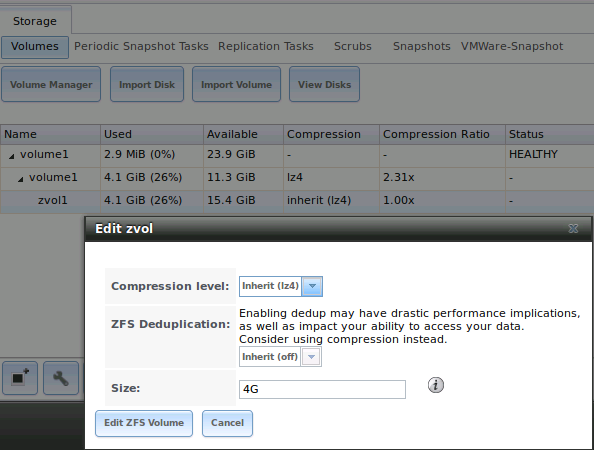 Storage
Volumes Periodic Snapshot Tasks Replication Tasks Scrubs Snapshots VMWare-Snapshot
Volume Manager Import Disk Import Volume View Disks
Name Used Available Compression Compression Ratio Status
volume1 2.9 MiB (0%) 23.9 GiB - - HEALTHY
volume1 4.1 GiB (26%) 11.3 GiB lz4 2.31x -
zvol1 4.1 GiB (26%) 15.4 GiB inherit (lz4) 1.00x -
Edit zvol
Compression level: Inherit (lz4)
ZFS Deduplication: Enabling dedup may have drastic performance implications,
as well as impact your ability to access your data.
Consider using compression instead.
Inherit (off)
Size: 4G
Edit ZFS Volume Cancel